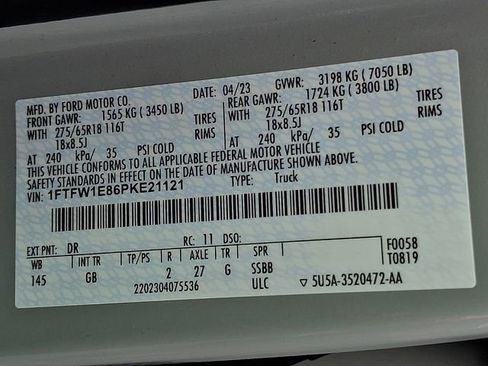 MFD. BY FORD MOTOR CO.
DATE: 04/23 GVWR: 3198 KG (7050 LB)
FRONT GAWR: 1565 KG (3450 LB) REAR GAWR: 1724 KG (3800 LB)
WITH 275/65R18 116T TIRES WITH 275/65R18 116T TIRES
18x8.5J RIMS 18x8.5J RIMS
AT 240 kPa/ 35 PSI COLD AT 240 kPa/ 35 PSI COLD
THIS VEHICLE CONFORMS TO ALL APPLICABLE FEDERAL MOTOR VEHICLE
SAFETY STANDARDS IN EFFECT ON THE DATE OF MANUFACTURE SHOWN ABOVE.
VIN: 1FTFW1E86PKE21121 TYPE: Truck
EXT PNT: DR RC: 11 DSO: F0058
WB INT TR TP/PS R AXLE TR SPR T0819
145 GB 2 27 G SSBB
2202304075536 ULC ▽ 5U5A-3520472-AA